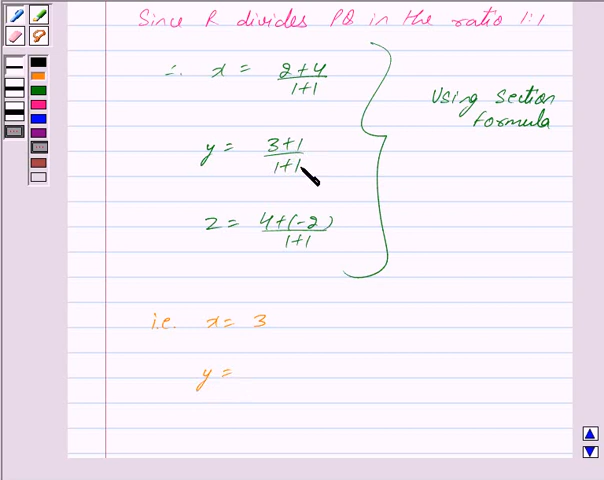 Since R divides PQ in the ratio 1:1
∴ x = 2+4 / 1+1
Using section
formula
y = 3+1 / 1+1
z = 4+(-2) / 1+1
i.e. x = 3
y =